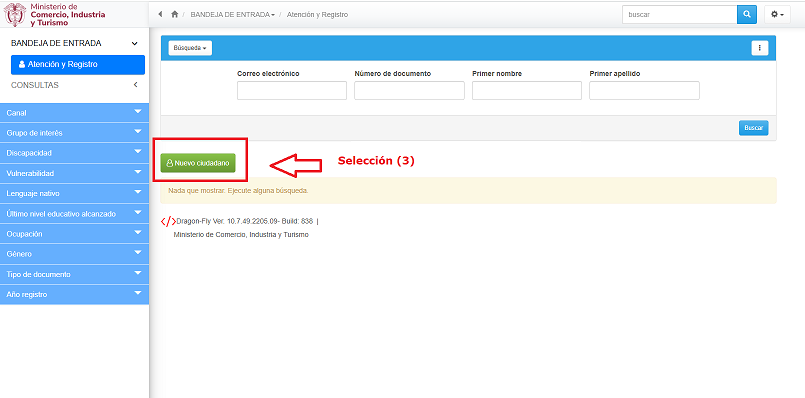 Ministerio de
Comercio, Industria
y Turismo
BANDEJA DE ENTRADA / Atención y Registro
buscar
BANDEJA DE ENTRADA
Atención y Registro
CONSULTAS
Canal
Grupo de interés
Discapacidad
Vulnerabilidad
Lenguaje nativo
Último nivel educativo alcanzado
Ocupación
Género
Tipo de documento
Año registro
Búsqueda
Correo electrónico
Número de documento
Primer nombre
Primer apellido
Buscar
Nuevo ciudadano
Selección (3)
Nada que mostrar. Ejecute alguna búsqueda.
</>Dragon-Fly Ver. 10.7.49.2205.09- Build: 838 |
Ministerio de Comercio, Industria y Turismo